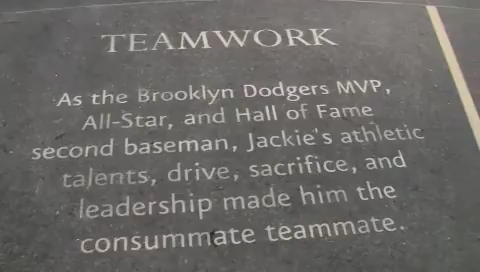 TEAMWORK
As the Brooklyn Dodgers MVP,
All-Star, and Hall of Fame
second baseman, Jackie's athletic
talents, drive, sacrifice, and
leadership made him the
consummate teammate.